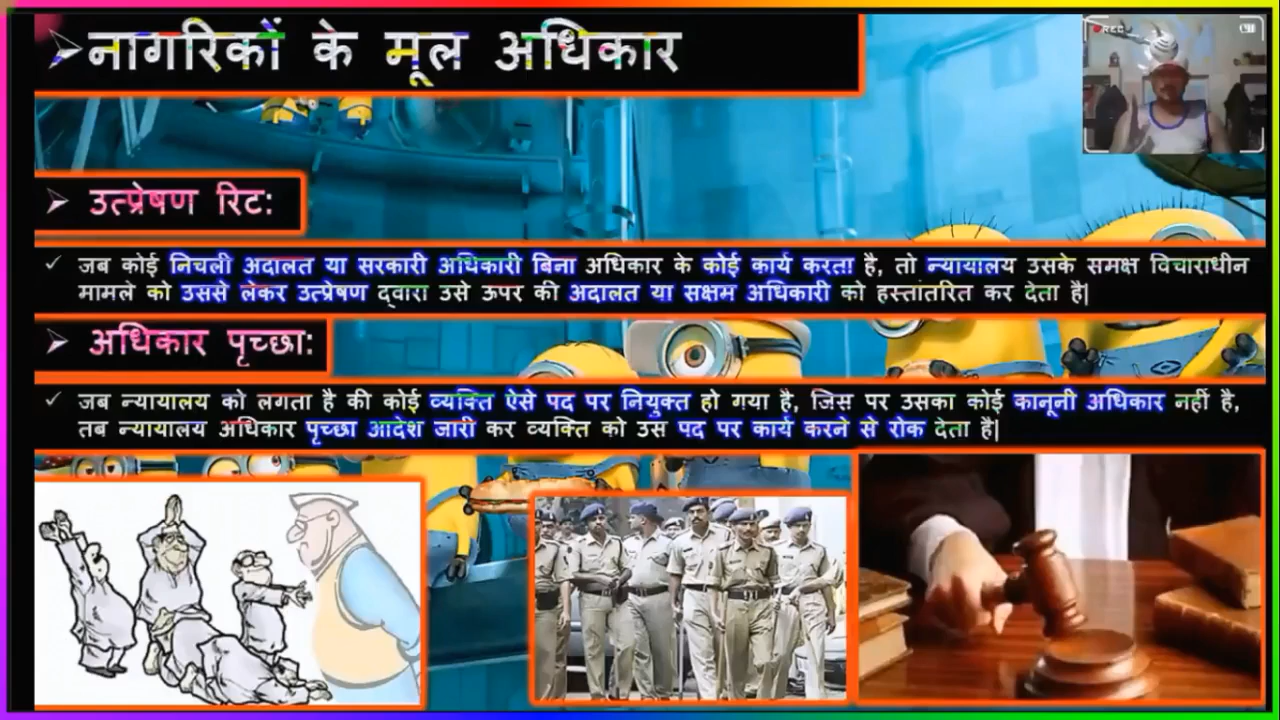 नागरिकों के मूल अधिकार
REC
उत्प्रेषण रिट:
जब कोई निचली अदालत या सरकारी अधिकारी बिना अधिकार के कोई कार्य करता है, तो न्यायालय उसके समक्ष विचाराधीन
मामले को उससे लेकर उत्प्रेषण द्वारा उसे ऊपर की अदालत या सक्षम अधिकारी को हस्तांतरित कर देता है|
अधिकार पृच्छा:
जब न्यायालय को लगता है की कोई व्यक्ति ऐसे पद पर नियुक्त हो गया है, जिस पर उसका कोई कानूनी अधिकार नहीं है,
तब न्यायालय अधिकार पृच्छा आदेश जारी कर व्यक्ति को उस पद पर कार्य करने से रोक देता है|